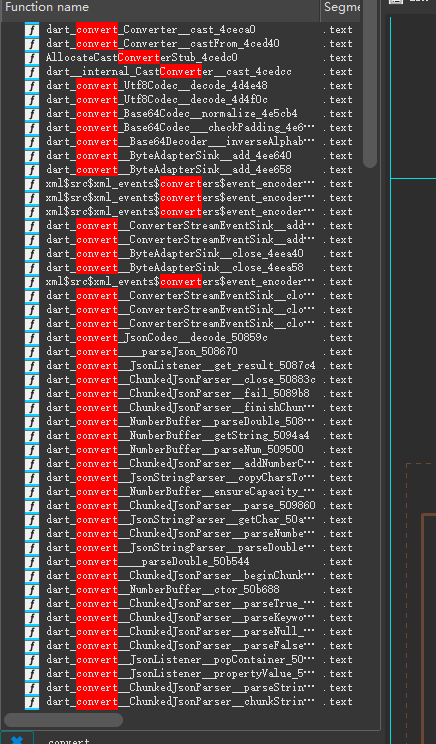 Function name Segme
dart_convert_Converter__cast_4ceca0 .text
dart_convert__Converter__castFrom_4ced40 .text
AllocateCastConverterStub_4cedc0 .text
dart__internal_CastConverter__cast_4cedcc .text
dart_convert_Utf8Codec__decode_4d4e48 .text
dart_convert_Utf8Codec__decode_4d4f0c .text
dart_convert_Base64Codec__normalize_4e5cb4 .text
dart_convert_Base64Codec___checkPadding_4e6… .text
dart_convert__Base64Decoder___inverseAlphab… .text
dart_convert__ByteAdapterSink__add_4ee640 .text
dart_convert__ByteAdapterSink__add_4ee658 .text
xml$src$xml_events$converters$event_encoder… .text
xml$src$xml_events$converters$event_encoder… .text
xml$src$xml_events$converters$event_encoder… .text
dart_convert__ConverterStreamEventSink__add… .text
dart_convert__ConverterStreamEventSink__add… .text
dart_convert__ByteAdapterSink__close_4eea40 .text
dart_convert__ByteAdapterSink__close_4eea58 .text
xml$src$xml_events$converters$event_encoder… .text
dart_convert__ConverterStreamEventSink__clo… .text
dart_convert__ConverterStreamEventSink__clo… .text
dart_convert__ConverterStreamEventSink__clo… .text
dart_convert_JsonCodec__decode_50859c .text
dart_convert____parseJson_508670 .text
dart_convert__JsonListener__get_result_5087c4 .text
dart_convert__ChunkedJsonParser__close_50883c .text
dart_convert__ChunkedJsonParser__fail_5089b8 .text
dart_convert__ChunkedJsonParser__finishChun… .text
dart_convert__NumberBuffer__parseDouble_508… .text
dart_convert__NumberBuffer__getString_5094a4 .text
dart_convert__NumberBuffer__parseNum_509500 .text
dart_convert__ChunkedJsonParser__addNumberC… .text
dart_convert__JsonStringParser__copyCharsTo… .text
dart_convert__NumberBuffer__ensureCapacity_… .text
dart_convert__ChunkedJsonParser__parse_509860 .text
dart_convert__JsonStringParser__getChar_50a… .text
dart_convert__ChunkedJsonParser__parseNumbe… .text
dart_convert__JsonStringParser__parseDouble… .text
dart_convert____parseDouble_50b544 .text
dart_convert__ChunkedJsonParser__beginChunk… .text
dart_convert__NumberBuffer__ctor_50b688 .text
dart_convert__ChunkedJsonParser__parseTrue_… .text
dart_convert__ChunkedJsonParser__parseKeywo… .text
dart_convert__ChunkedJsonParser__parseNull_… .text
dart_convert__ChunkedJsonParser__parseFalse… .text
dart_convert__JsonListener__popContainer_50… .text
dart_convert__JsonListener__propertyValue_5… .text
dart_convert__ChunkedJsonParser__parseStrin… .text
dart_convert__ChunkedJsonParser__chunkStrin… .text
convert